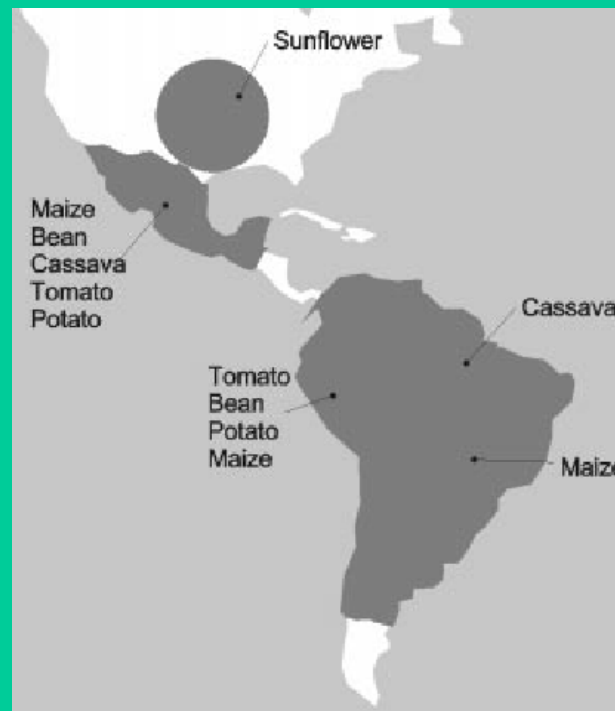 Sunflower
Maize
Bean
Cassava
Tomato
Potato
Cassava
Tomato
Bean
Potato
Maize
Maize